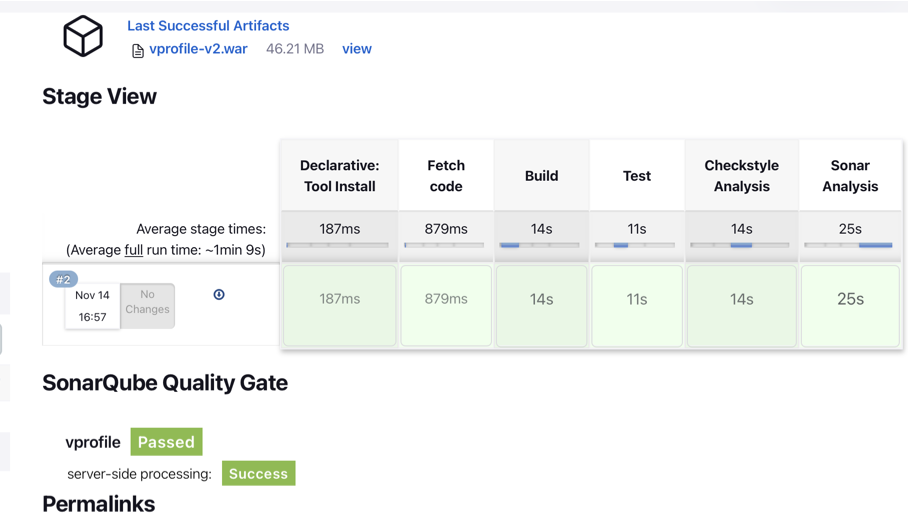 Last Successful Artifacts
vprofile-v2.war 46.21 MB view
Stage View
Declarative: Tool Install
Fetch code
Build
Test
Checkstyle Analysis
Sonar Analysis
Average stage times:
(Average full run time: ~1min 9s)
187ms 879ms 14s 11s 14s 25s
#2
Nov 14
16:57
No Changes
187ms 879ms 14s 11s 14s 25s
SonarQube Quality Gate
vprofile Passed
server-side processing: Success
Permalinks